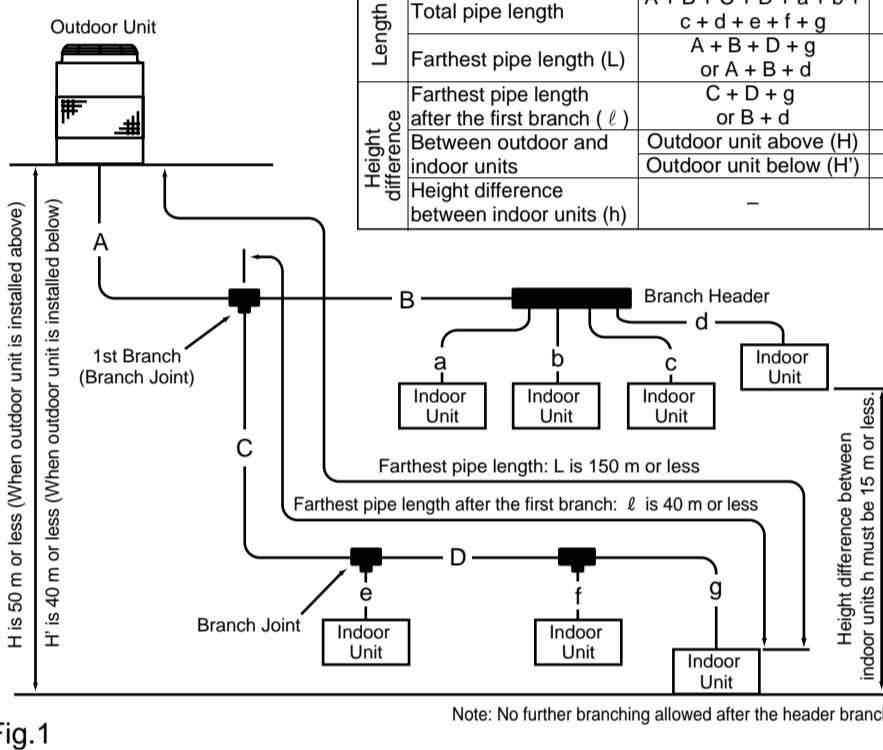 Outdoor Unit
Length
Total pipe length
A + B + C + D + a + b +
c + d + e + f + g
Farthest pipe length (L)
A + B + D + g
or A + B + d
Height
difference
Farthest pipe length
after the first branch ( ℓ )
C + D + g
or B + d
Between outdoor and
indoor units
Outdoor unit above (H)
Outdoor unit below (H')
Height difference
between indoor units (h)
–
H is 50 m or less (When outdoor unit is installed above)
H' is 40 m or less (When outdoor unit is installed below)
A
B
Branch Header
d
1st Branch
(Branch Joint)
a
b
c
Indoor
Unit
Indoor
Unit
Indoor
Unit
Indoor
Unit
C
Farthest pipe length: L is 150 m or less
Farthest pipe length after the first branch: ℓ is 40 m or less
Height difference between
indoor units h must be 15 m or less.
D
e
f
g
Branch Joint
Indoor
Unit
Indoor
Unit
Indoor
Unit
Note: No further branching allowed after the header branch
Fig.1